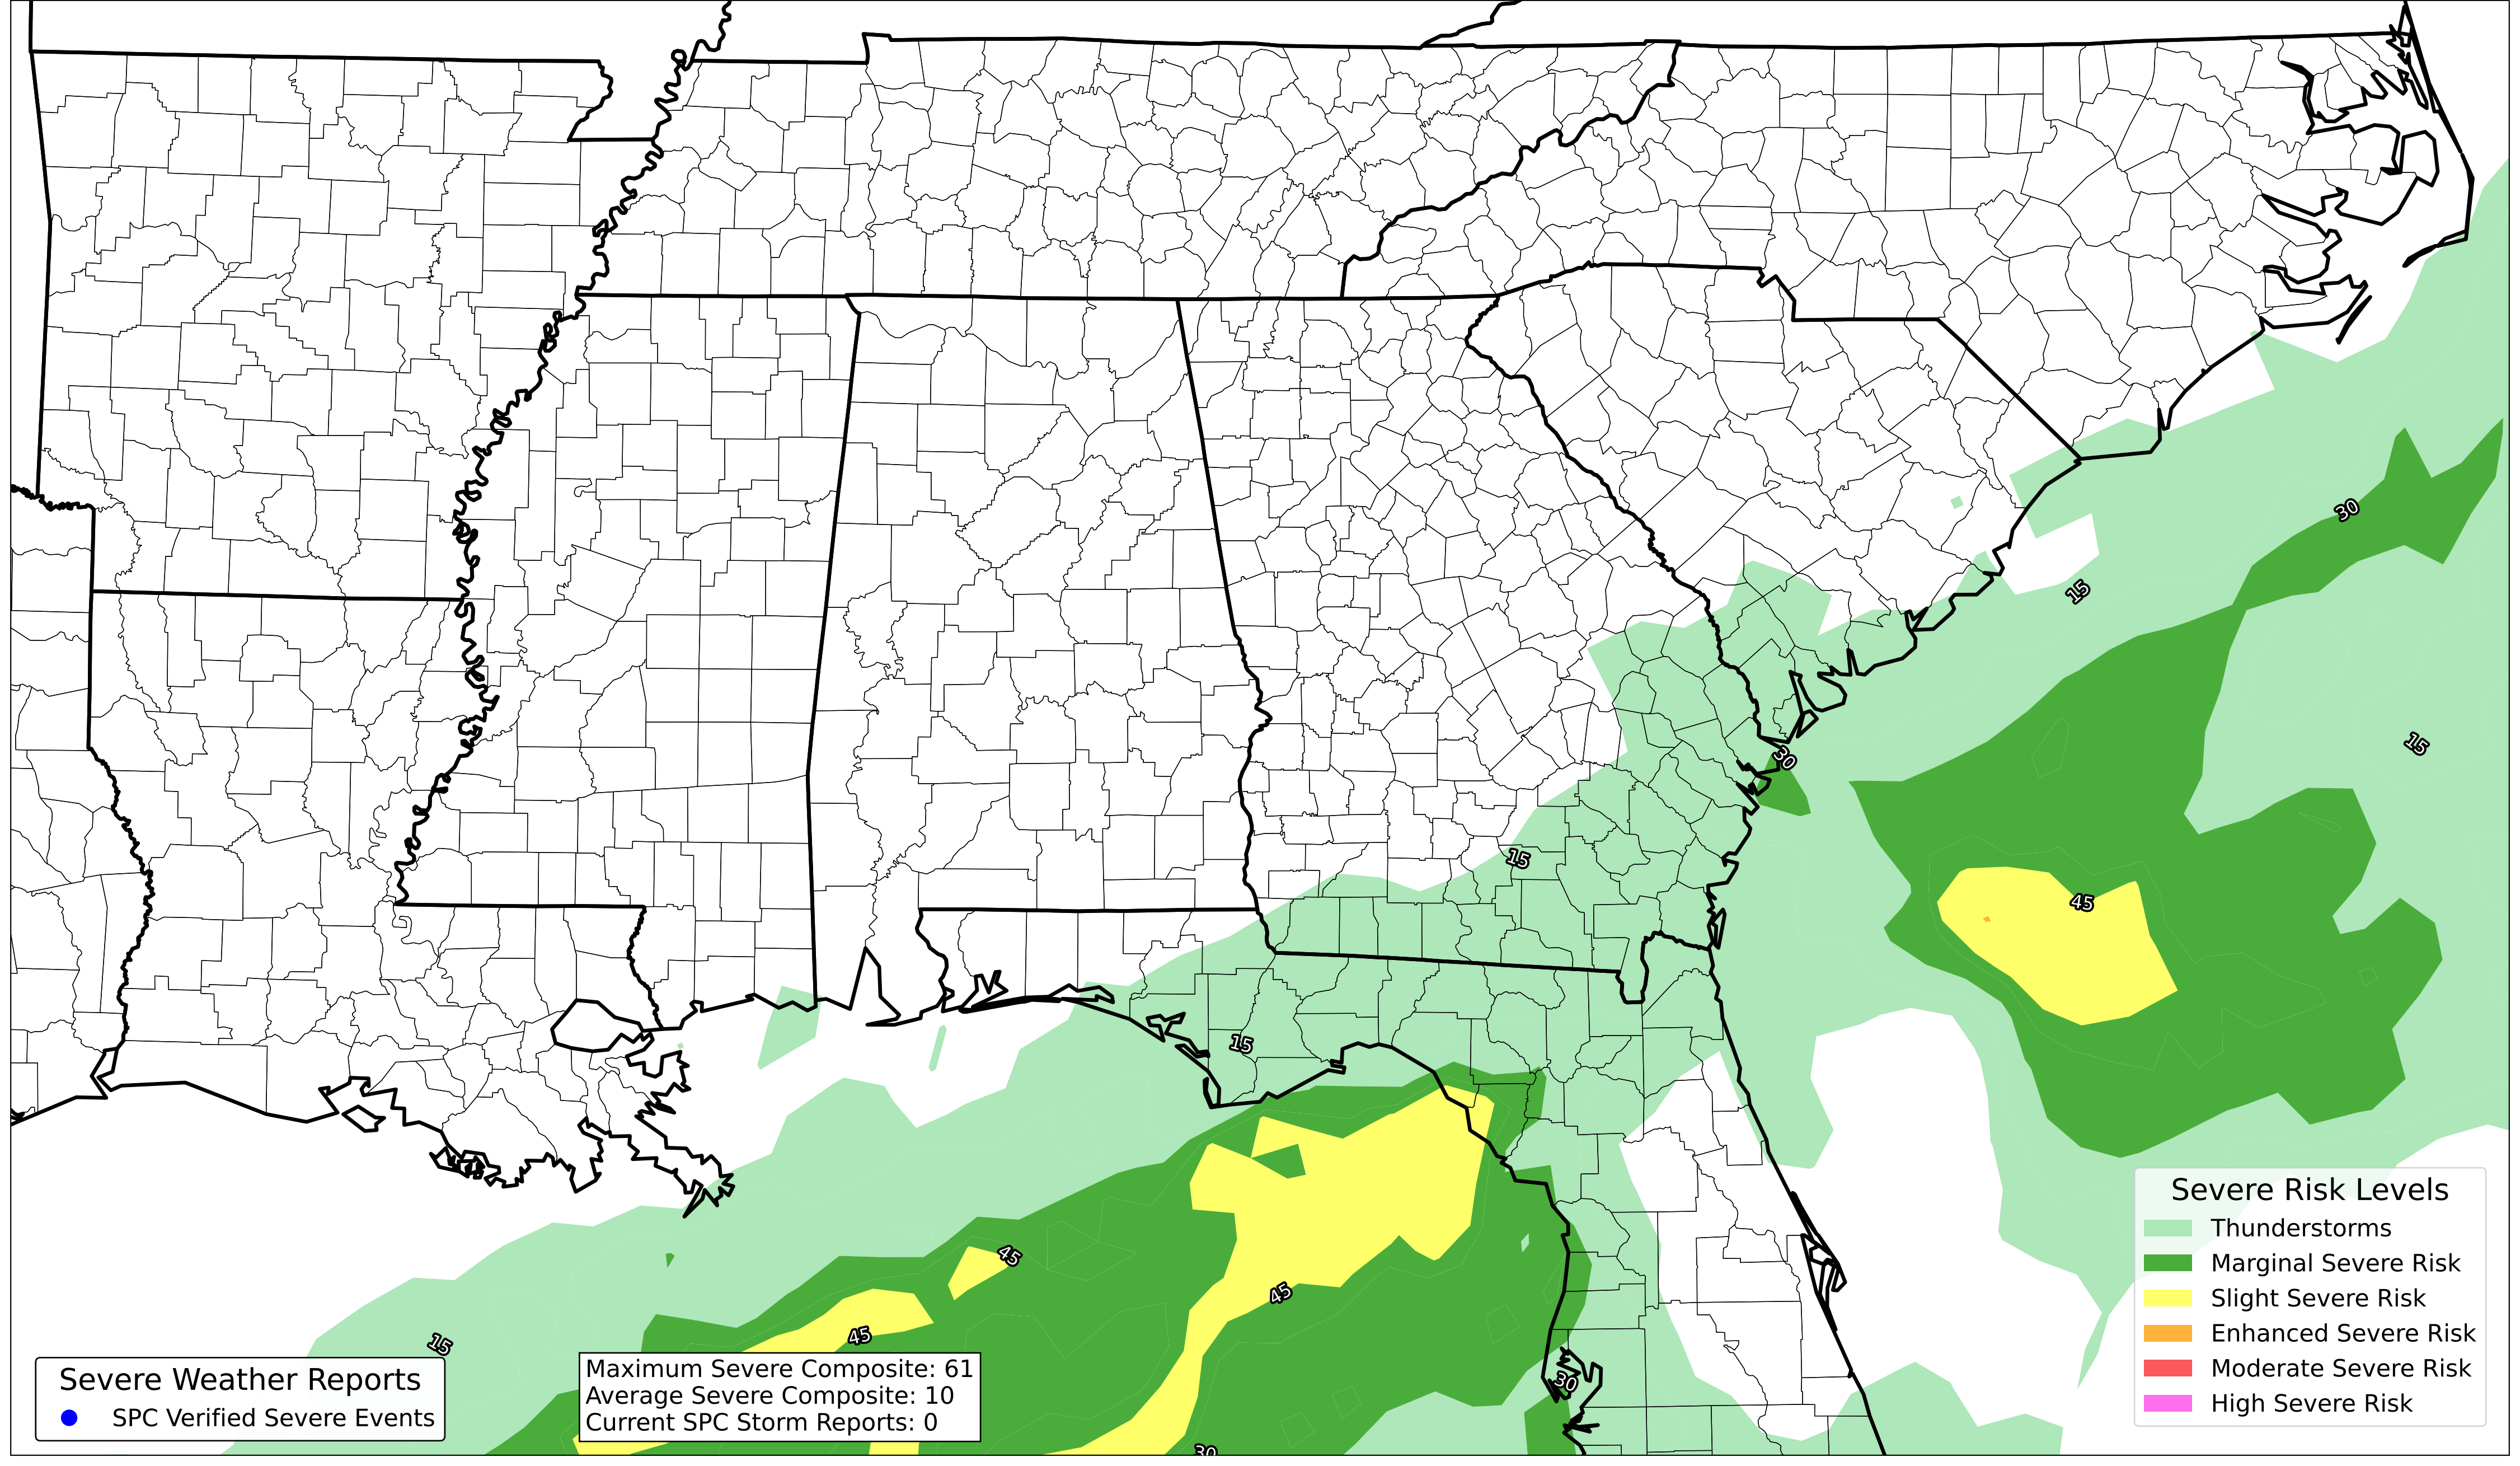 30
15
30
15
15
45
15
45
45
45
15
30
30
Severe Risk Levels
Thunderstorms
Marginal Severe Risk
Slight Severe Risk
Enhanced Severe Risk
Moderate Severe Risk
High Severe Risk
Severe Weather Reports
SPC Verified Severe Events
Maximum Severe Composite: 61
Average Severe Composite: 10
Current SPC Storm Reports: 0